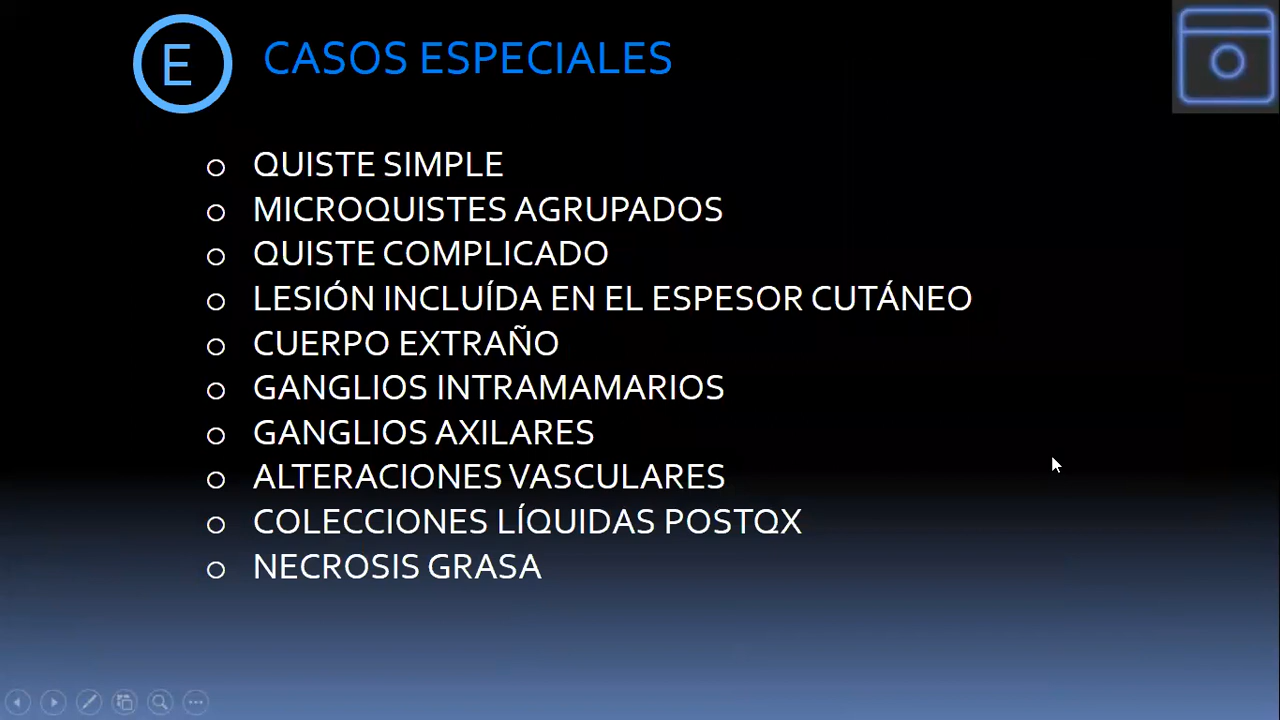 E
CASOS ESPECIALES
QUISTE SIMPLE
MICROQUISTES AGRUPADOS
QUISTE COMPLICADO
LESIÓN INCLUÍDA EN EL ESPESOR CUTÁNEO
CUERPO EXTRAÑO
GANGLIOS INTRAMAMARIOS
GANGLIOS AXILARES
ALTERACIONES VASCULARES
COLECCIONES LÍQUIDAS POSTQX
NECROSIS GRASA